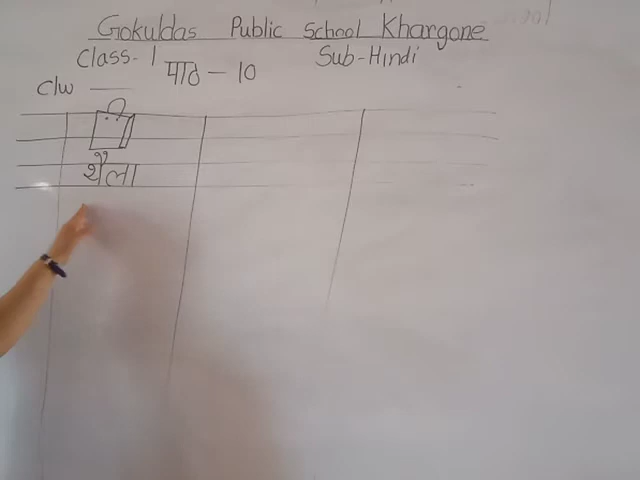 Gokuldas Public School Khargone
Class-1 Sub-Hindi
पाठ - 10
C/w
थैला